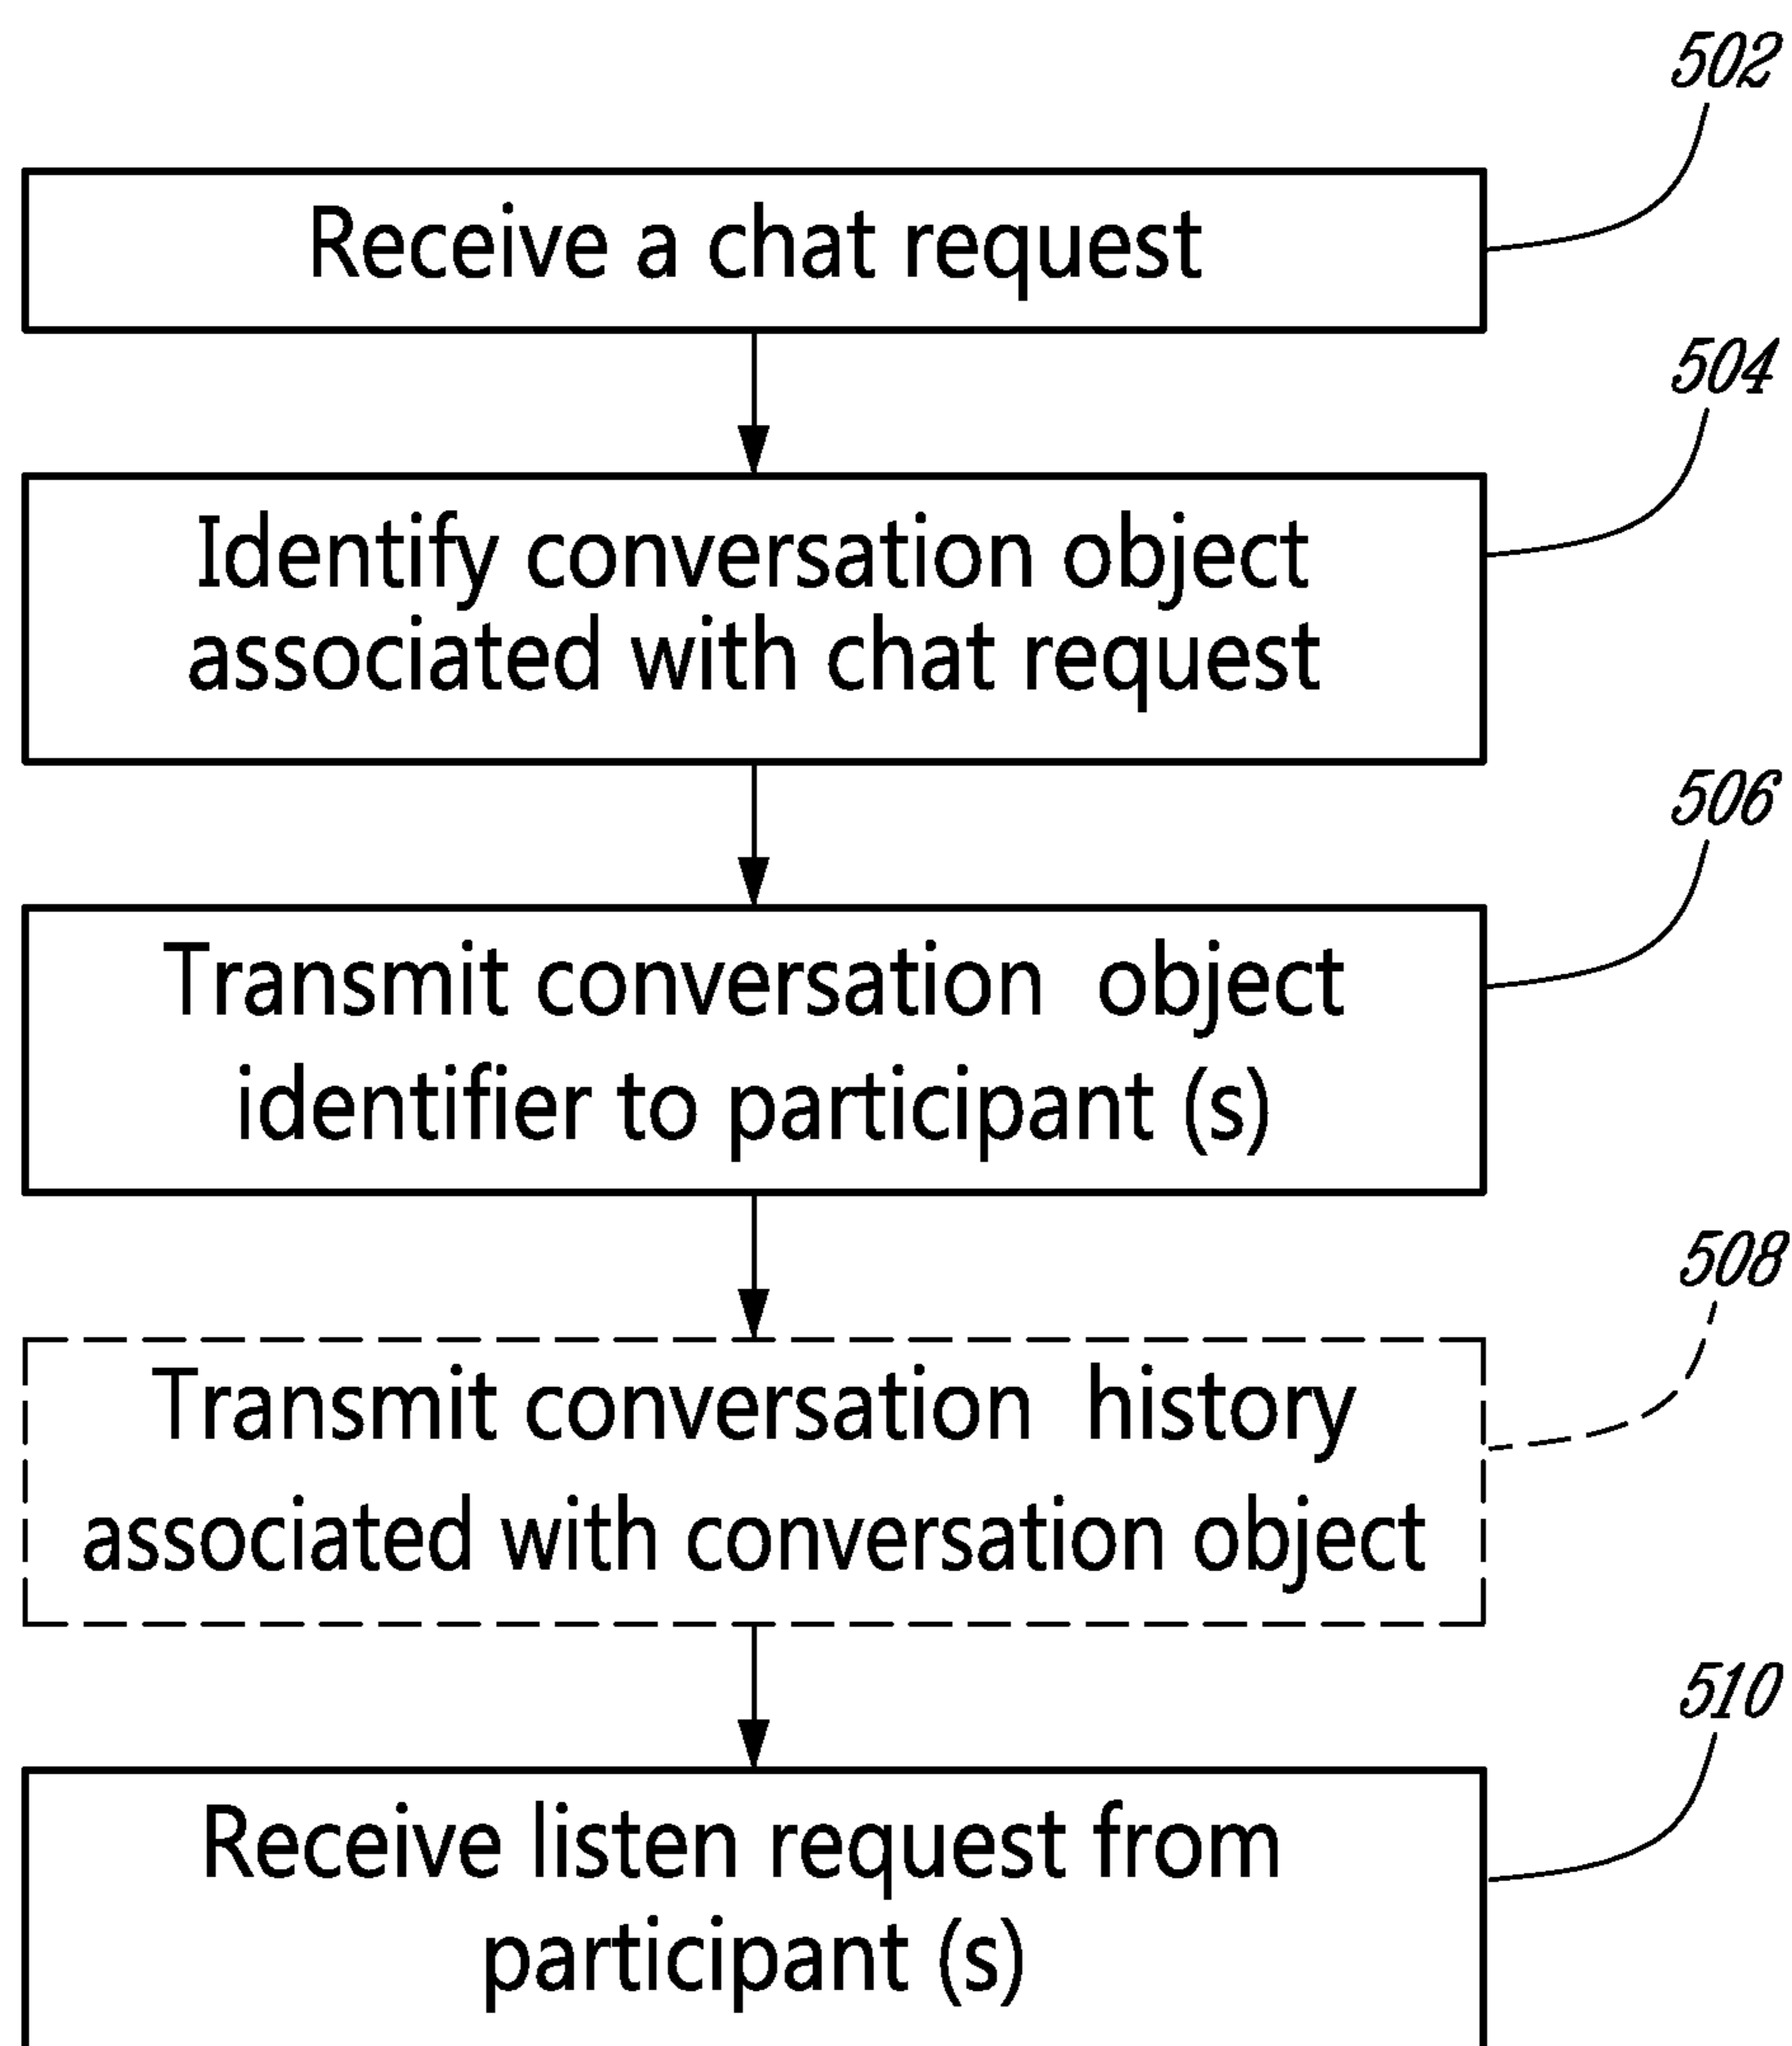 502
Receive a chat request
504
Identify conversation object
associated with chat request
506
Transmit conversation object
identifier to participant (s)
508
Transmit conversation history
associated with conversation object
510
Receive listen request from
participant (s)